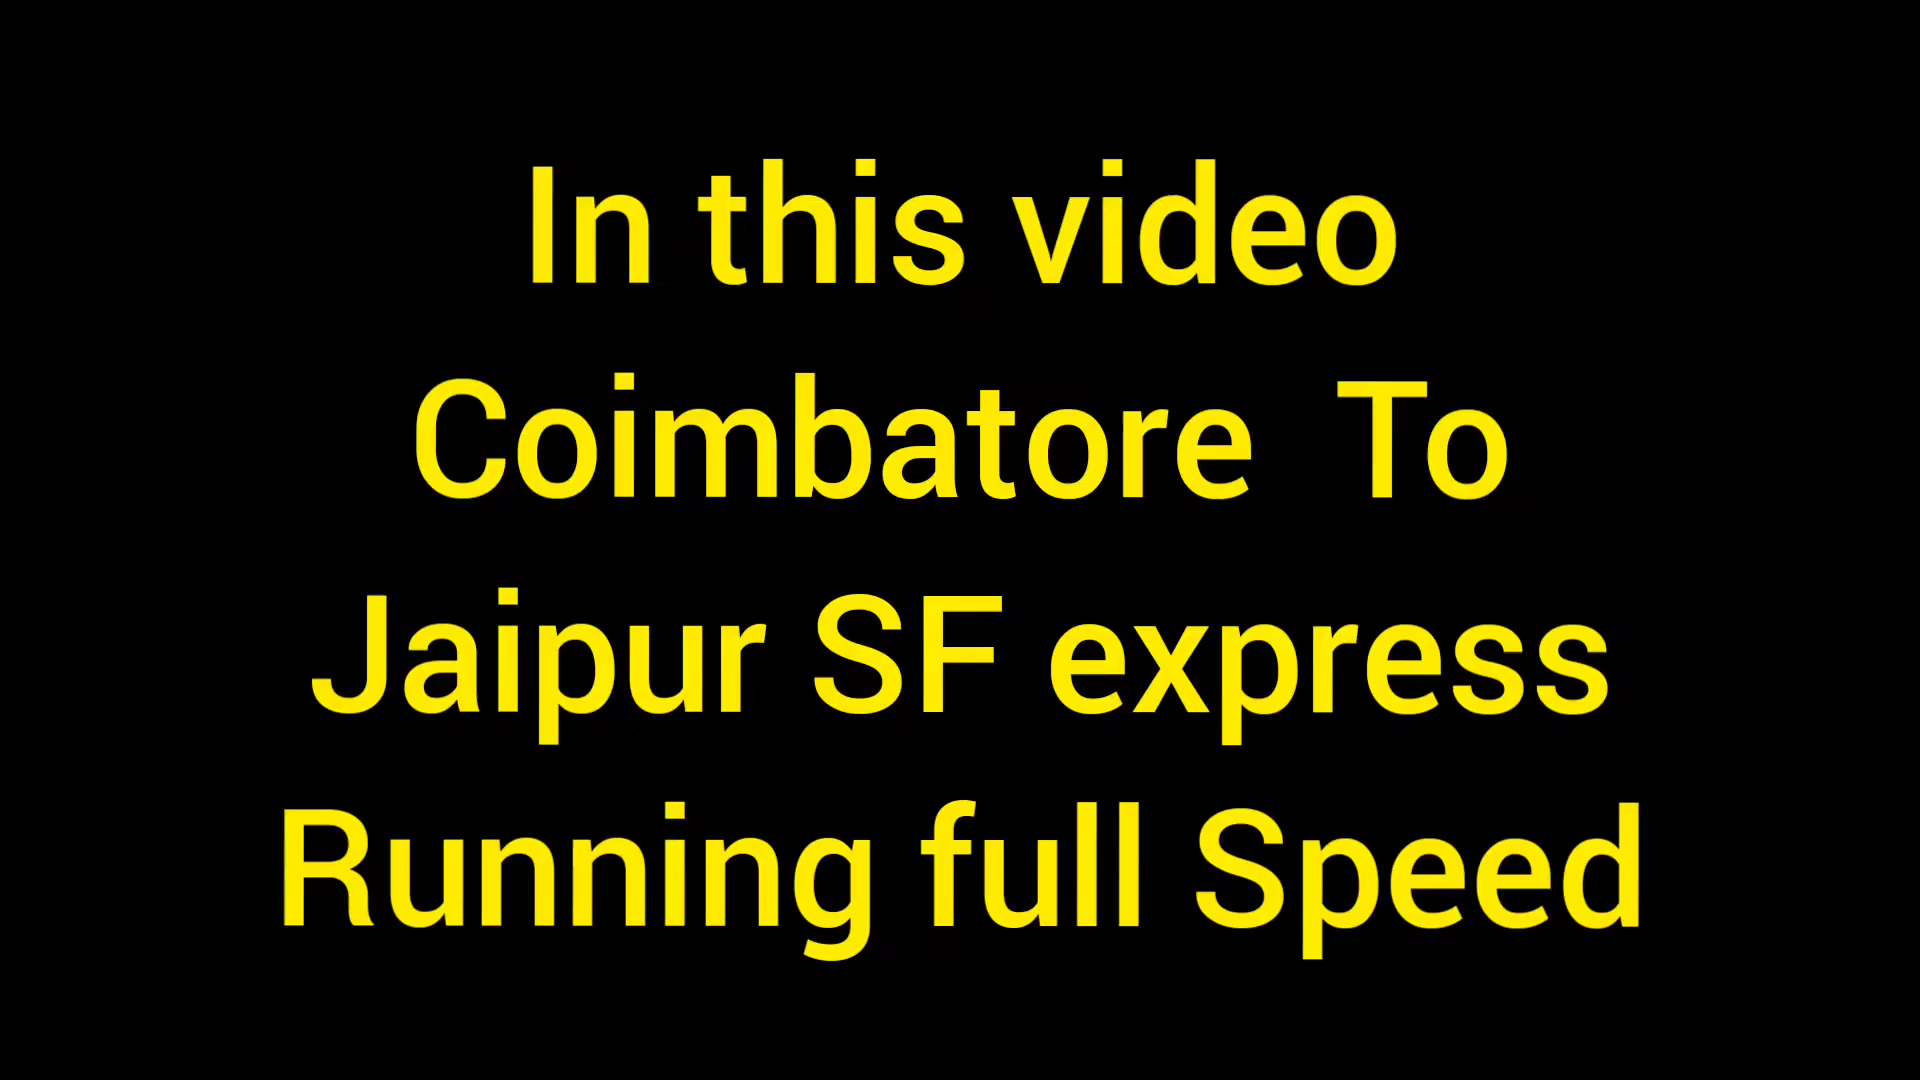 In this video
Coimbatore  To
Jaipur SF express
Running full Speed